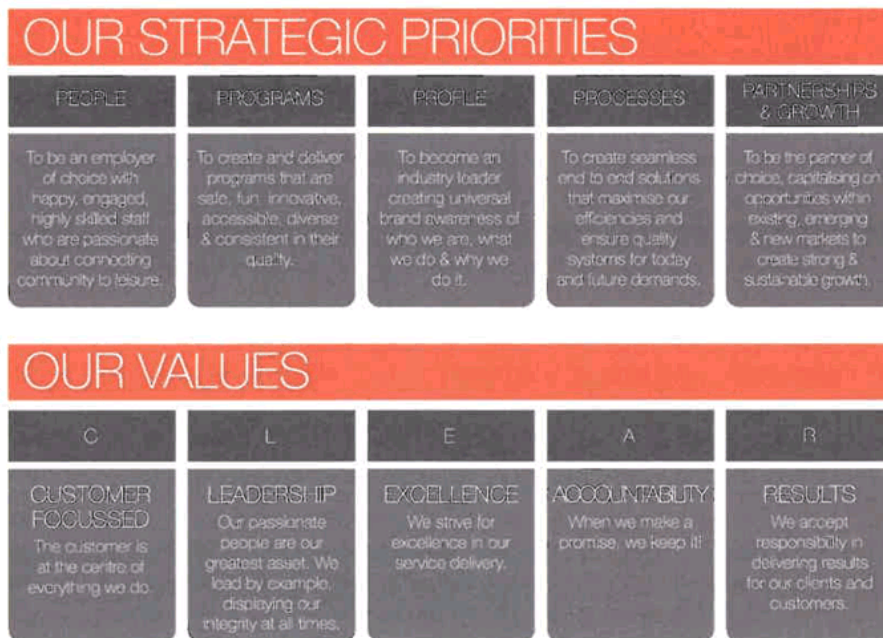 OUR STRATEGIC PRIORITIES
PEOPLE
To be an employer
of choice with
happy, engaged,
highly skilled staff
who are passionate
about connecting
community to leisure.
PROGRAMS
To create and deliver
programs that are
safe, fun, innovative,
accessible, diverse
& consistent in their
quality.
PROFILE
To become an
industry leader
creating universal
brand awareness of
who we are, what
we do & why we
do it.
PROCESSES
To create seamless
end to end solutions
that maximise our
efficiencies and
ensure quality
systems for today
and future demands.
PARTNERSHIPS
& GROWTH
To be the partner of
choice, capitalising on
opportunities within
existing, emerging
& new markets to
create strong &
sustainable growth.
OUR VALUES
C
CUSTOMER
FOCUSSED
The customer is
at the centre of
everything we do.
L
LEADERSHIP
Our passionate
people are our
greatest asset. We
lead by example,
displaying our
integrity at all times.
E
EXCELLENCE
We strive for
excellence in our
service delivery.
A
ACCOUNTABILITY
When we make a
promise, we keep it!
R
RESULTS
We accept
responsibility in
delivering results
for our clients and
customers.